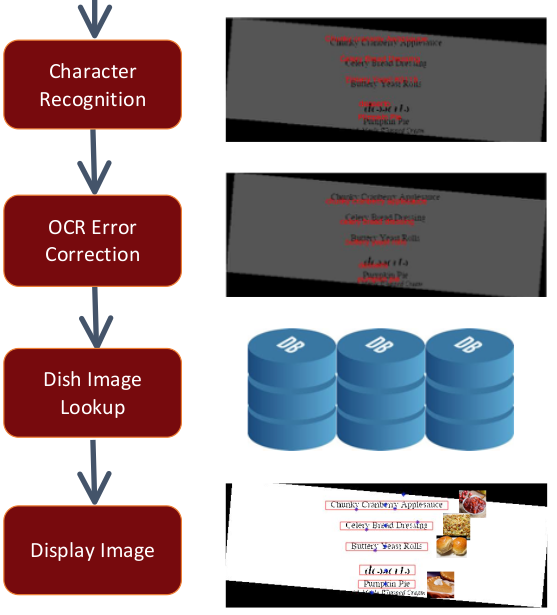 Character
Recognition
Chunky Cranberry Applesauce
Celery Bread Dressing
Buttery Yeast Rolls
desserts
Pumpkin Pie
OCR Error
Correction
Chunky Cranberry Applesauce
Celery Bread Dressing
Buttery Yeast Rolls
desserts
Pumpkin Pie
Dish Image
Lookup
DB DB DB
Display Image
Chunky Cranberry Applesauce
Celery Bread Dressing
Buttery Yeast Rolls
desserts
Pumpkin Pie